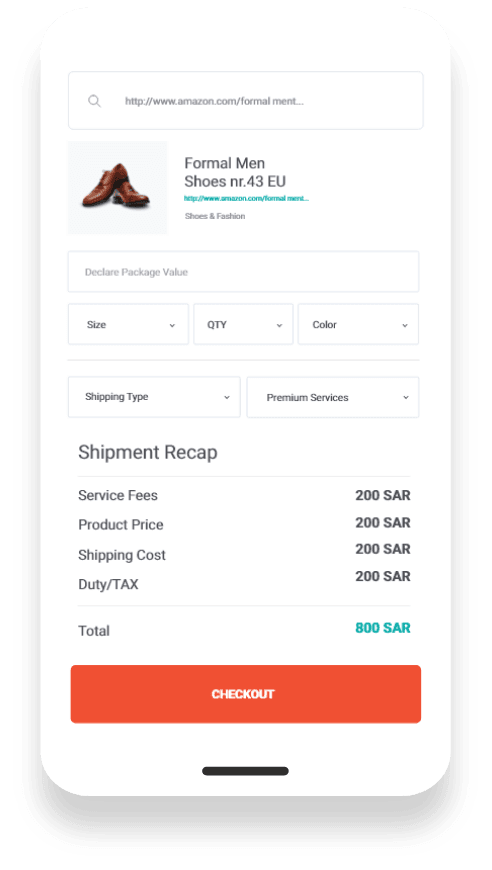 http://www.amazon.com/formal ment...
Formal Men
Shoes nr.43 EU
http://www.amazon.com/formal ment...
Shoes & Fashion
Declare Package Value
Size QTY Color
Shipping Type Premium Services
Shipment Recap
Service Fees 200 SAR
Product Price 200 SAR
Shipping Cost 200 SAR
Duty/TAX 200 SAR
Total 800 SAR
CHECKOUT